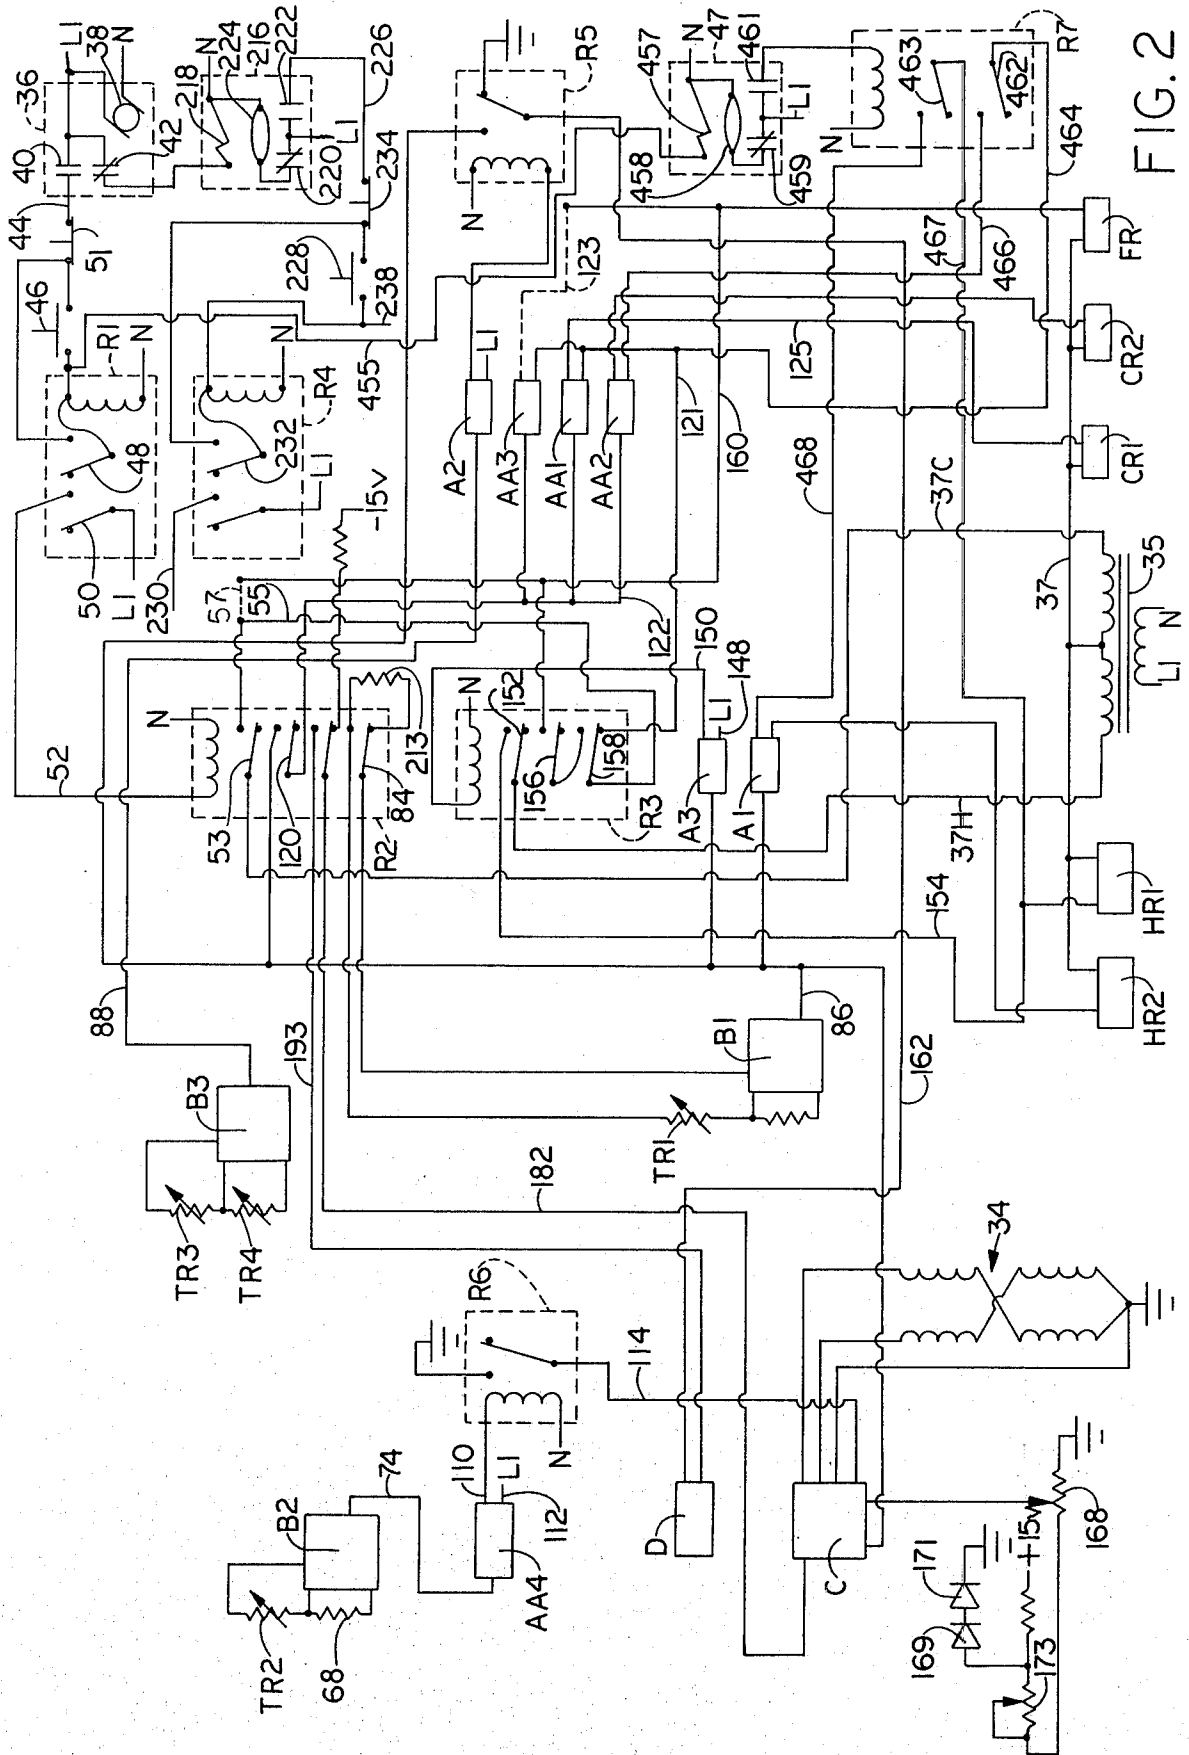 40
36
L1
38
N
44
42
218
N
224
216
222
51
220
L1
226
46
R1
N
228
234
238
48
50
L1
R4
N
232
L1
230
455
-15V
57
55
N
R5
457
N
47
461
458
459
L1
N
463
462
R7
464
467
466
123
A2
L1
AA3
AA1
AA2
121
160
125
468
37C
FR
CR2
CR1
52
N
53
120
R2
84
213
N
152
156
158
R3
122
150
148
L1
A3
A1
37
35
L1
N
37H
154
HR1
HR2
88
193
B3
TR3
TR4
182
TR1
B1
86
162
R6
114
34
110
L1
N
112
AA4
74
B2
TR2
68
D
C
171
169
+15V
173
168
FIG. 2